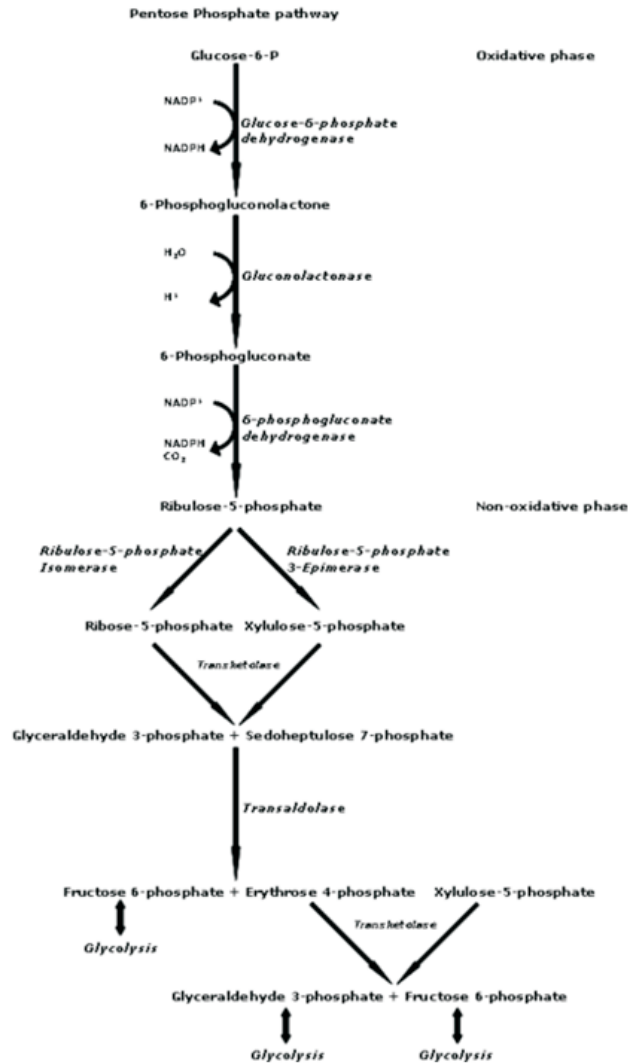 Pentose Phosphate pathway
Glucose-6-P
Oxidative phase
NADP⁺
Glucose-6-phosphate
dehydrogenase
NADPH
6-Phosphogluconolactone
H₂O
Gluconolactonase
H⁺
6-Phosphogluconate
NADP⁺
6-phosphogluconate
dehydrogenase
NADPH
CO₂
Ribulose-5-phosphate
Non-oxidative phase
Ribulose-5-phosphate
Isomerase
Ribulose-5-phosphate
3-Epimerase
Ribose-5-phosphate
Xylulose-5-phosphate
Transketolase
Glyceraldehyde 3-phosphate + Sedoheptulose 7-phosphate
Transaldolase
Fructose 6-phosphate + Erythrose 4-phosphate
Xylulose-5-phosphate
Transketolase
Glycolysis
Glyceraldehyde 3-phosphate + Fructose 6-phosphate
Glycolysis
Glycolysis